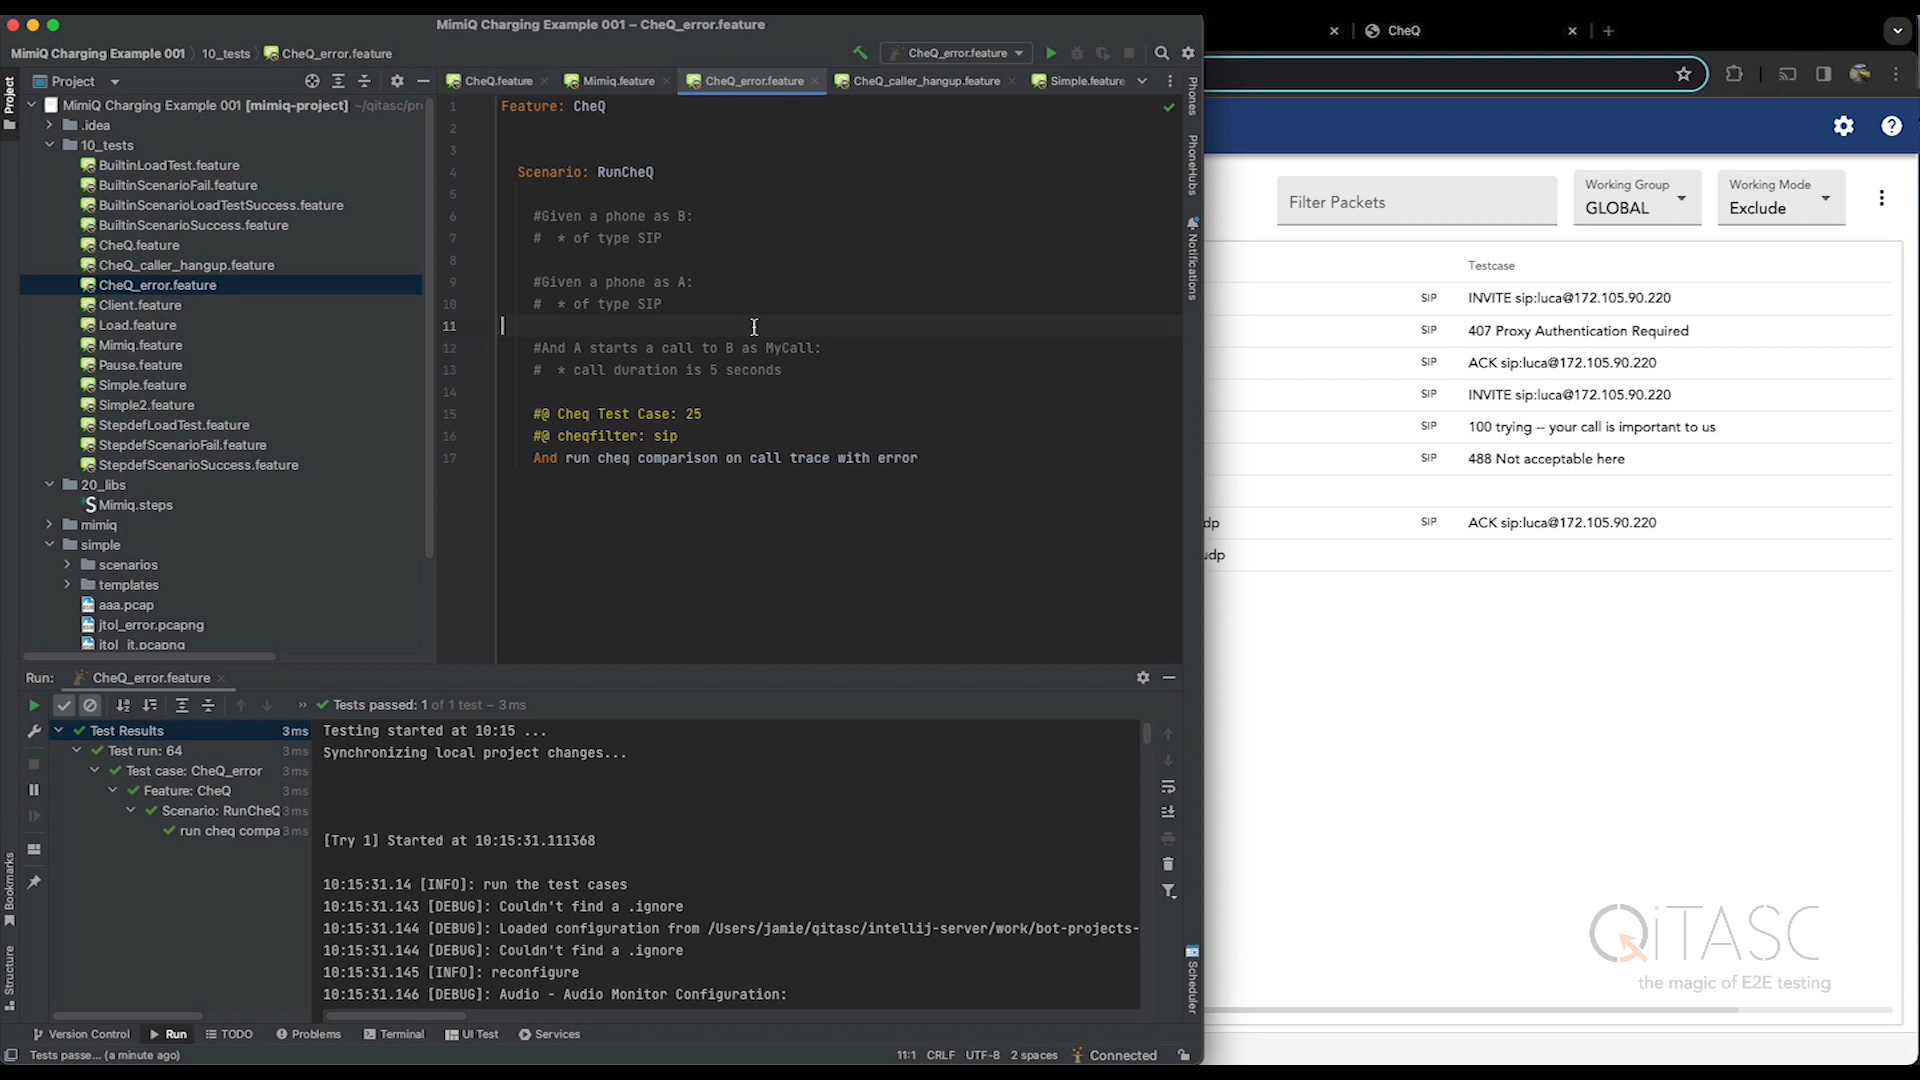 MimiQ Charging Example 001 – CheQ_error.feature
MimiQ Charging Example 001 > 10_tests > CheQ_error.feature
CheQ_error.feature
CheQ
Project
CheQ.feature
Mimiq.feature
CheQ_error.feature
CheQ_caller_hangup.feature
Simple.feature
Project
Phones
PhoneHubs
Notifications
Scheduler
Bookmarks
Structure
MimiQ Charging Example 001 [mimiq-project] ~/qitasc/pr
.idea
10_tests
BuiltinLoadTest.feature
BuiltinScenarioFail.feature
BuiltinScenarioLoadTestSuccess.feature
BuiltinScenarioSuccess.feature
CheQ.feature
CheQ_caller_hangup.feature
CheQ_error.feature
Client.feature
Load.feature
Mimiq.feature
Pause.feature
Simple.feature
Simple2.feature
StepdefLoadTest.feature
StepdefScenarioFail.feature
StepdefScenarioSuccess.feature
20_libs
Mimiq.steps
mimiq
simple
scenarios
templates
aaa.pcap
jtol_error.pcapng
itol_it.pcapng
1 Feature: CheQ
2
3
4 Scenario: RunCheQ
5
6 #Given a phone as B:
7 #  * of type SIP
8
9 #Given a phone as A:
10 #  * of type SIP
11
12 #And A starts a call to B as MyCall:
13 #  * call duration is 5 seconds
14
15 #@ Cheq Test Case: 25
16 #@ cheqfilter: sip
17 And run cheq comparison on call trace with error
Filter Packets
Working Group
GLOBAL
Working Mode
Exclude
Testcase
SIP INVITE sip:luca@172.105.90.220
SIP 407 Proxy Authentication Required
SIP ACK sip:luca@172.105.90.220
SIP INVITE sip:luca@172.105.90.220
SIP 100 trying -- your call is important to us
SIP 488 Not acceptable here
dp SIP ACK sip:luca@172.105.90.220
udp
QiTASC
the magic of E2E testing
Run: CheQ_error.feature
Tests passed: 1 of 1 test – 3ms
Test Results 3ms
Test run: 64 3ms
Test case: CheQ_error 3ms
Feature: CheQ 3ms
Scenario: RunCheQ 3ms
run cheq compa 3ms
Testing started at 10:15 ...
Synchronizing local project changes...
[Try 1] Started at 10:15:31.111368
10:15:31.14 [INFO]: run the test cases
10:15:31.143 [DEBUG]: Couldn't find a .ignore
10:15:31.144 [DEBUG]: Loaded configuration from /Users/jamie/qitasc/intellij-server/work/bot-projects-
10:15:31.144 [DEBUG]: Couldn't find a .ignore
10:15:31.145 [INFO]: reconfigure
10:15:31.146 [DEBUG]: Audio - Audio Monitor Configuration:
Version Control
Run
TODO
Problems
Terminal
UI Test
Services
Tests passe... (a minute ago)
11:1 CRLF UTF-8 2 spaces Connected